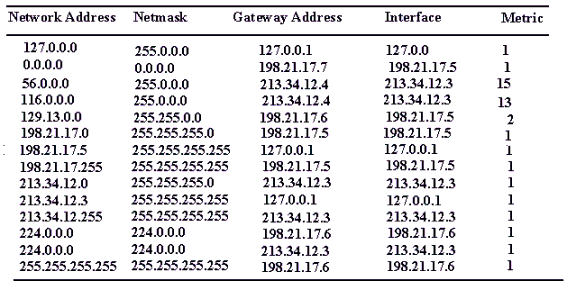 Network Address Netmask Gateway Address Interface Metric
127.0.0.0 255.0.0.0 127.0.0.1 127.0.0 1
0.0.0.0 0.0.0.0 198.21.17.7 198.21.17.5 1
56.0.0.0 255.0.0.0 213.34.12.4 213.34.12.3 15
116.0.0.0 255.0.0.0 213.34.12.4 213.34.12.3 13
129.13.0.0 255.255.0.0 198.21.17.6 198.21.17.5 2
198.21.17.0 255.255.255.0 198.21.17.5 198.21.17.5 1
198.21.17.5 255.255.255.255 127.0.0.1 127.0.0.1 1
198.21.17.255 255.255.255.255 198.21.17.5 198.21.17.5 1
213.34.12.0 255.255.255.0 213.34.12.3 213.34.12.3 1
213.34.12.3 255.255.255.255 127.0.0.1 127.0.0.1 1
213.34.12.255 255.255.255.255 213.34.12.3 213.34.12.3 1
224.0.0.0 224.0.0.0 198.21.17.6 198.21.17.6 1
224.0.0.0 224.0.0.0 213.34.12.3 213.34.12.3 1
255.255.255.255 255.255.255.255 198.21.17.6 198.21.17.6 1